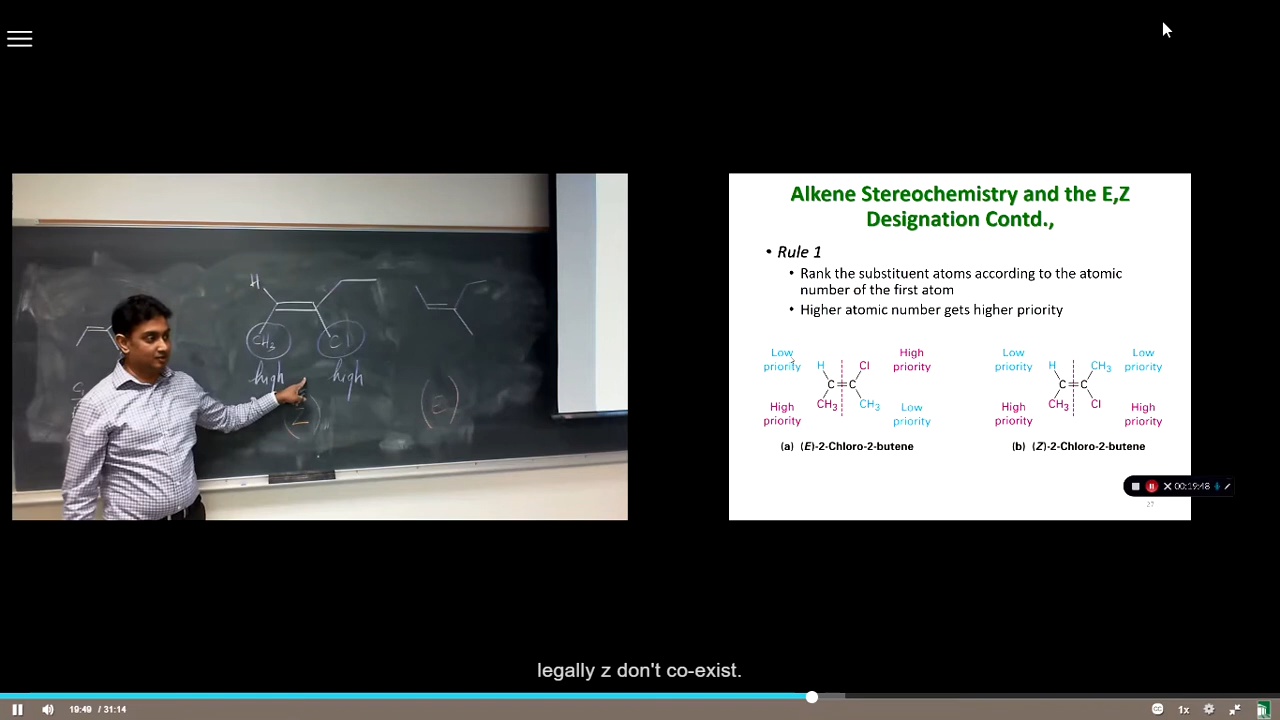 H
CH3
Cl
high
high
Z
E
Alkene Stereochemistry and the E,Z
Designation Contd.,
• Rule 1
• Rank the substituent atoms according to the atomic
number of the first atom
• Higher atomic number gets higher priority
Low
priority
H
Cl
High
priority
C=C
High
priority
CH3
CH3
Low
priority
(a) (E)-2-Chloro-2-butene
Low
priority
H
CH3
Low
priority
C=C
High
priority
CH3
Cl
High
priority
(b) (Z)-2-Chloro-2-butene
00:19:48
27
legally z don't co-exist.
19:49 / 31:14
CC
1x